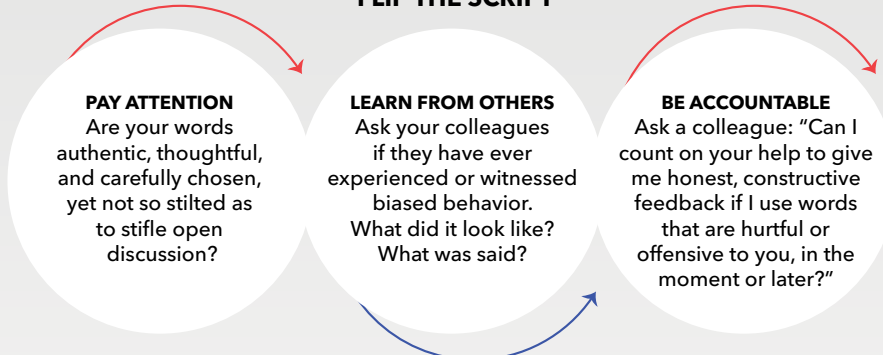 FLIP THE SCRIPT
PAY ATTENTION
Are your words
authentic, thoughtful,
and carefully chosen,
yet not so stilted as
to stifle open
discussion?
LEARN FROM OTHERS
Ask your colleagues
if they have ever
experienced or witnessed
biased behavior.
What did it look like?
What was said?
BE ACCOUNTABLE
Ask a colleague: “Can I
count on your help to give
me honest, constructive
feedback if I use words
that are hurtful or
offensive to you, in the
moment or later?”